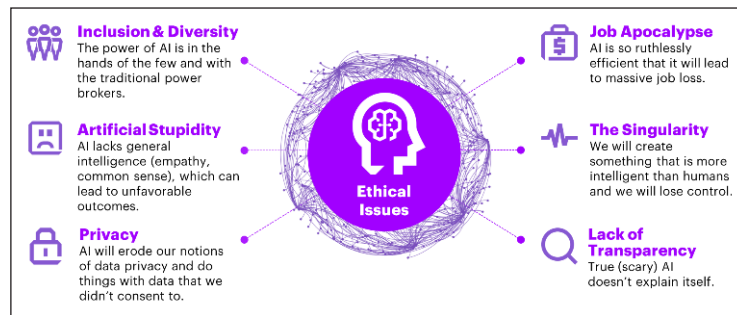 Inclusion & Diversity
The power of AI is in the
hands of the few and with
the traditional power
brokers.
Artificial Stupidity
AI lacks general
intelligence (empathy,
common sense), which can
lead to unfavorable
outcomes.
Privacy
AI will erode our notions
of data privacy and do
things with data that we
didn't consent to.
Ethical
Issues
Job Apocalypse
AI is so ruthlessly
efficient that it will lead
to massive job loss.
The Singularity
We will create
something that is more
intelligent than humans
and we will lose control.
Lack of
Transparency
True (scary) AI
doesn't explain itself.